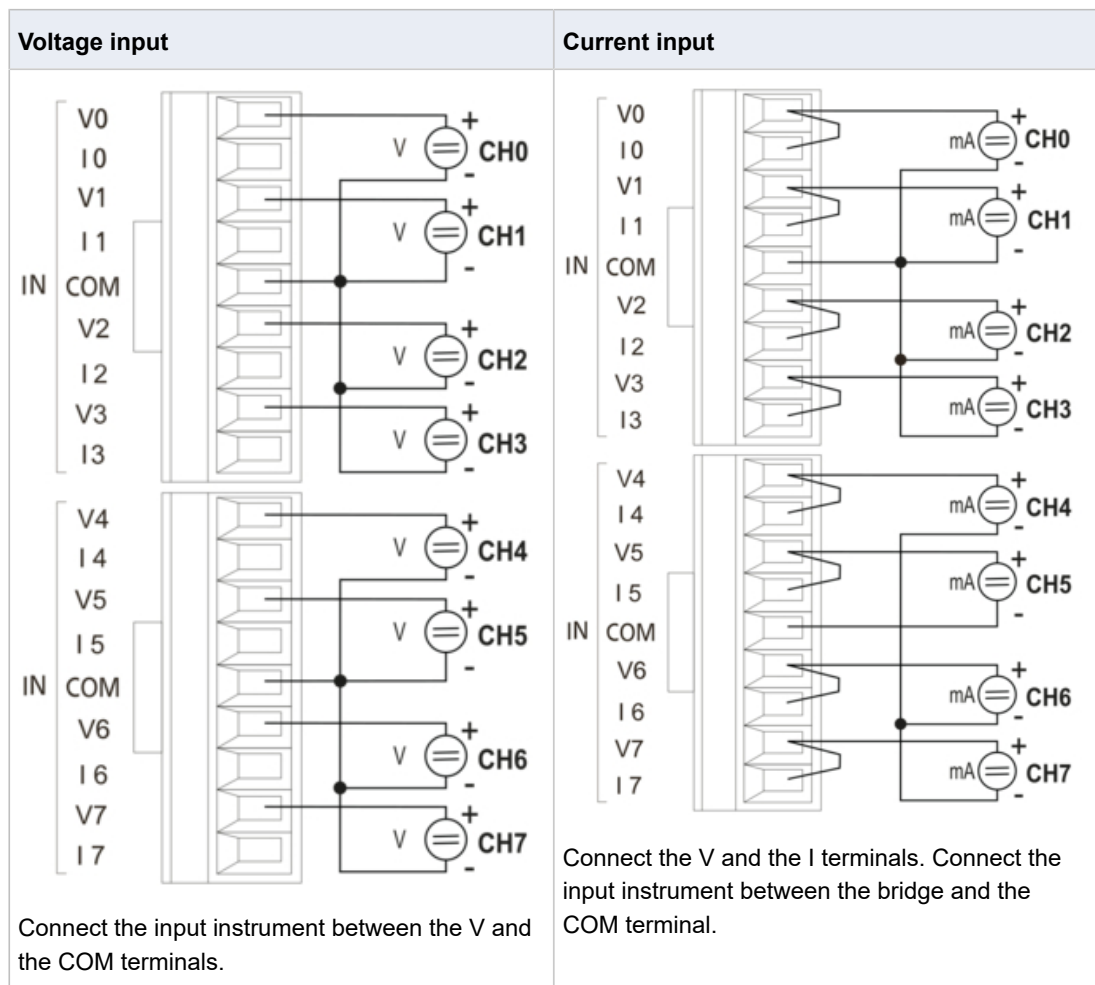 Voltage input
Current input
V0
I0
V1
I1
IN COM
V2
I2
V3
I3
V + CH0 -
V + CH1 -
V + CH2 -
V + CH3 -
V4
I4
V5
I5
IN COM
V6
I6
V7
I7
V + CH4 -
V + CH5 -
V + CH6 -
V + CH7 -
Connect the input instrument between the V and
the COM terminals.
V0
I0
V1
I1
IN COM
V2
I2
V3
I3
mA + CH0 -
mA + CH1 -
mA + CH2 -
mA + CH3 -
V4
I4
V5
I5
IN COM
V6
I6
V7
I7
mA + CH4 -
mA + CH5 -
mA + CH6 -
mA + CH7 -
Connect the V and the I terminals. Connect the
input instrument between the bridge and the
COM terminal.